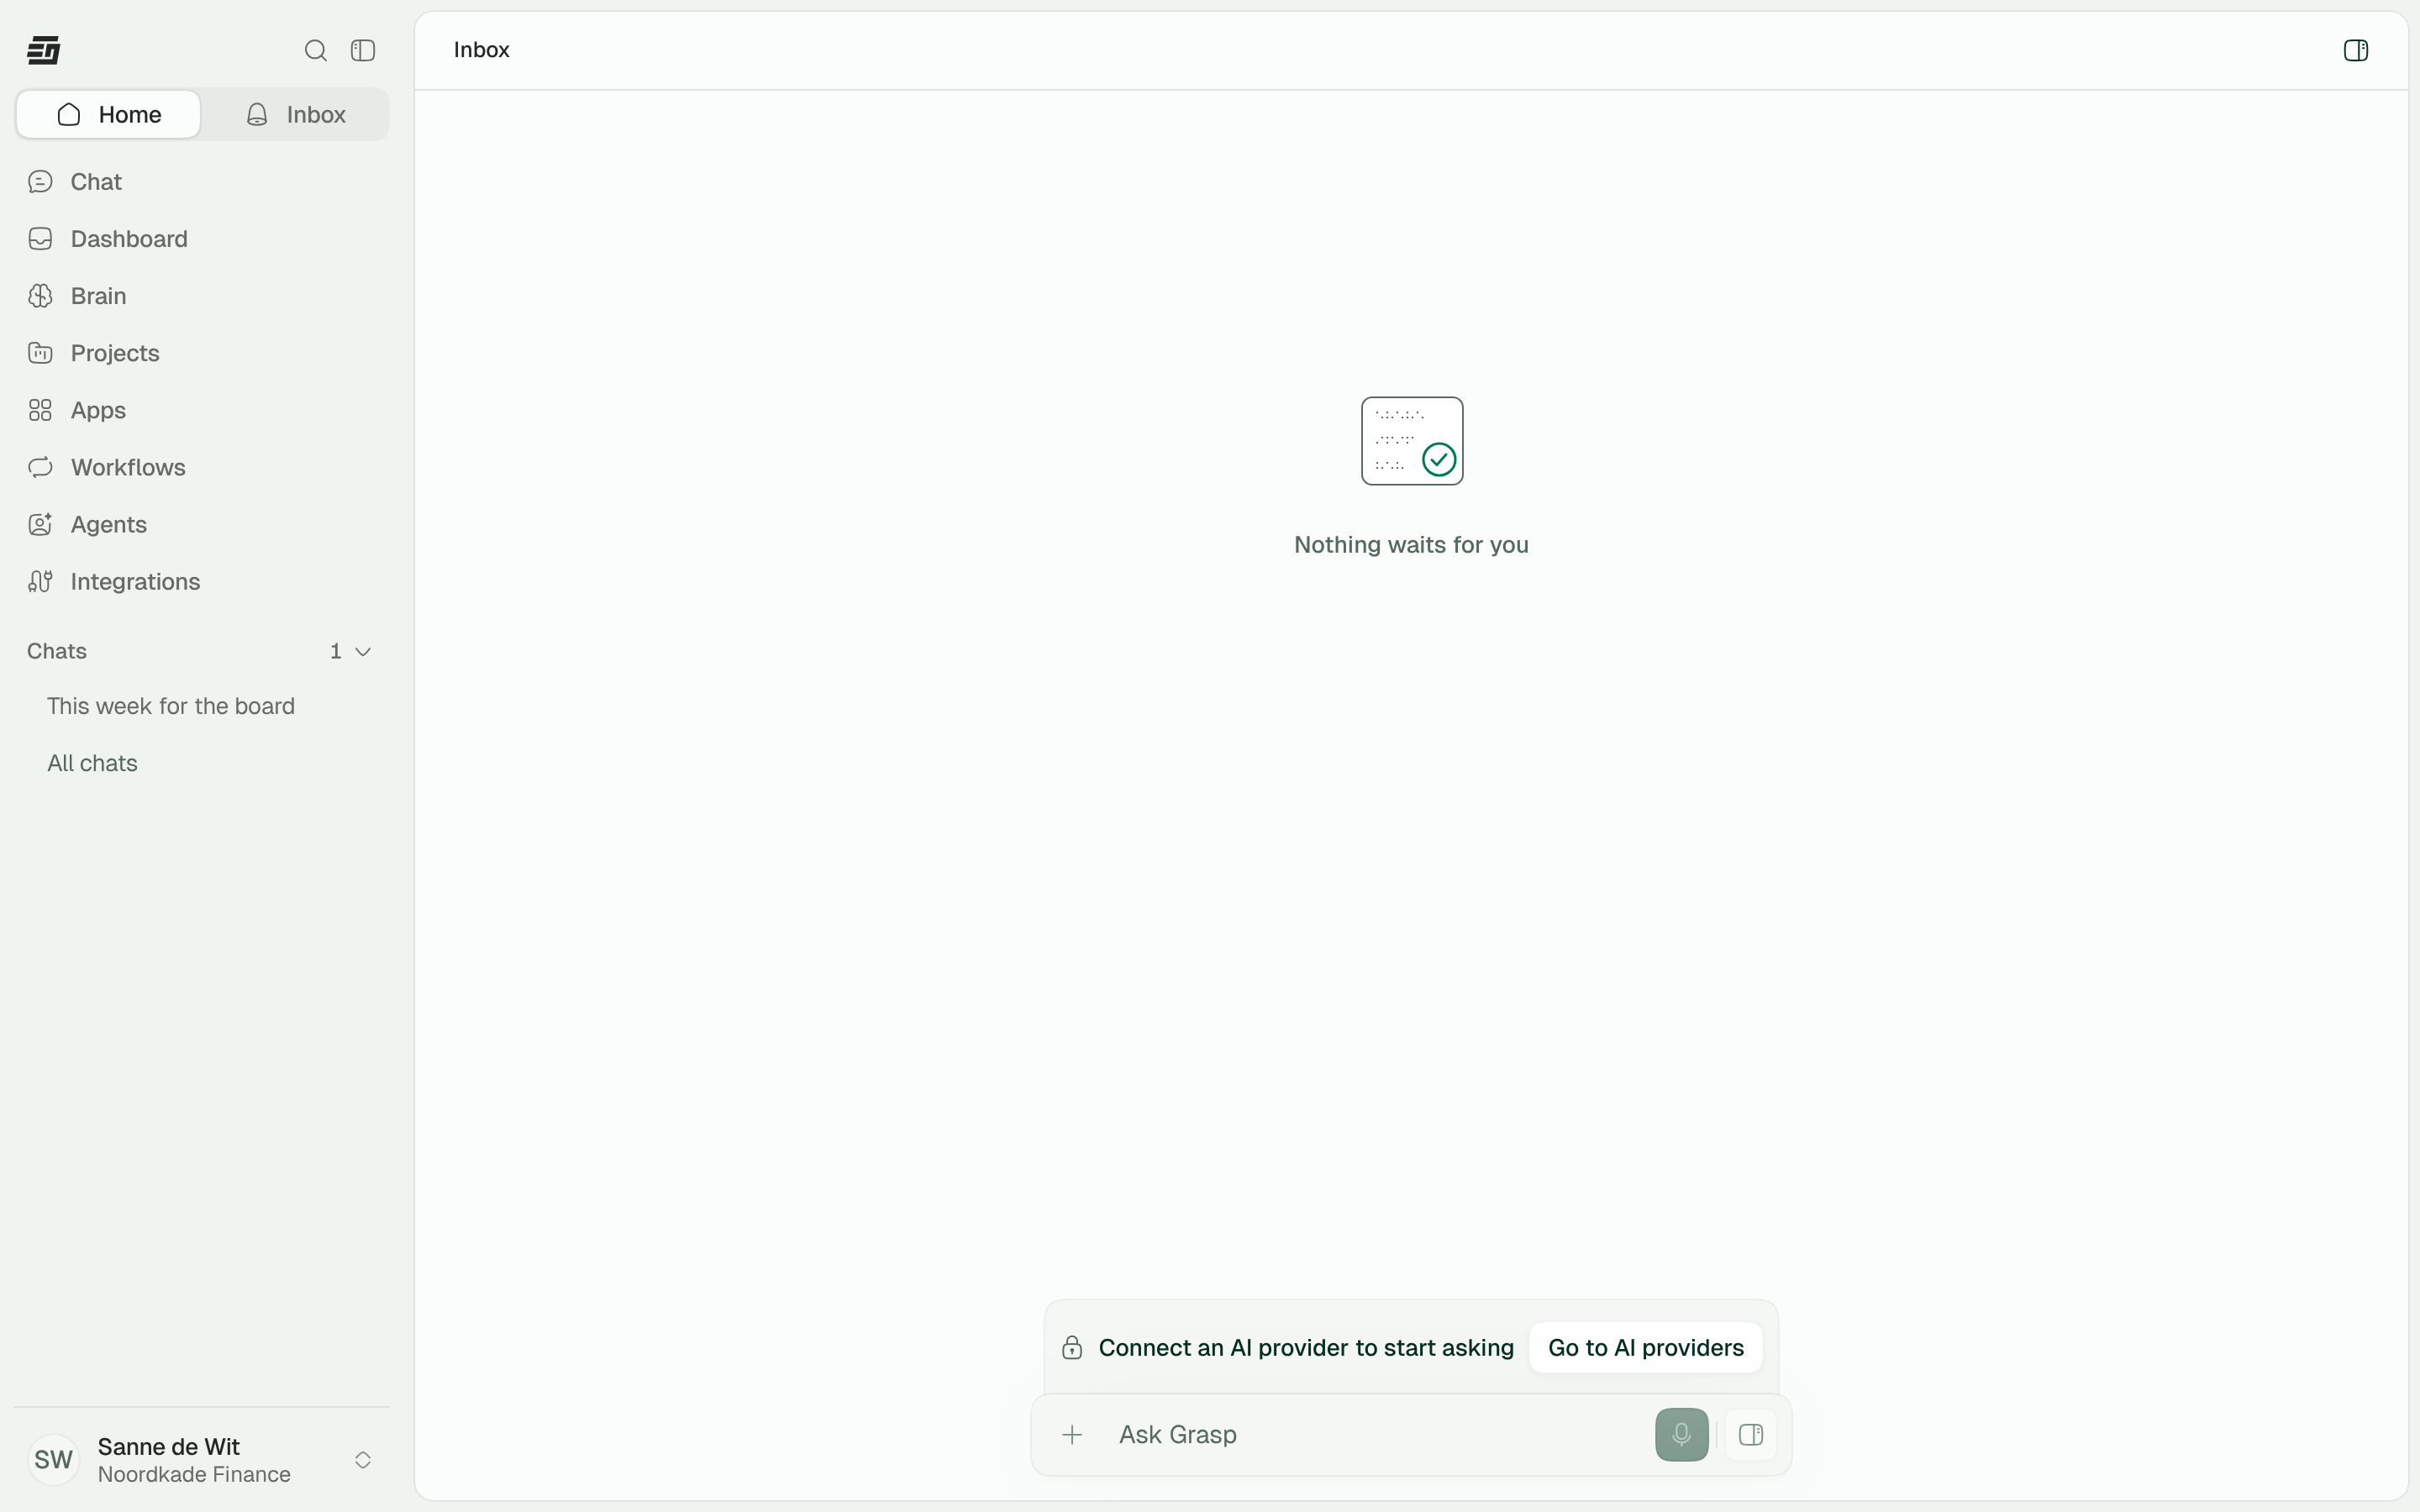 Home
Inbox
Chat
Dashboard
Brain
Projects
Apps
Workflows
Agents
Integrations
Chats 1
This week for the board
All chats
SW
Sanne de Wit
Noordkade Finance
Inbox
Nothing waits for you
Connect an AI provider to start asking
Go to AI providers
Ask Grasp